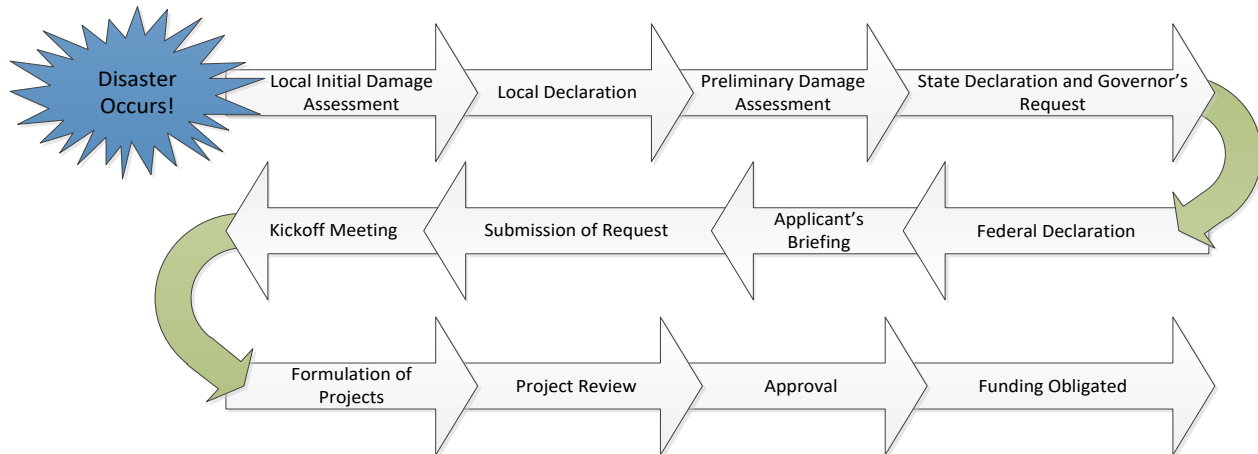 Disaster
Occurs!
Local Initial Damage
Assessment
Local Declaration
Preliminary Damage
Assessment
State Declaration and Governor's
Request
Federal Declaration
Applicant's
Briefing
Submission of Request
Kickoff Meeting
Formulation of
Projects
Project Review
Approval
Funding Obligated